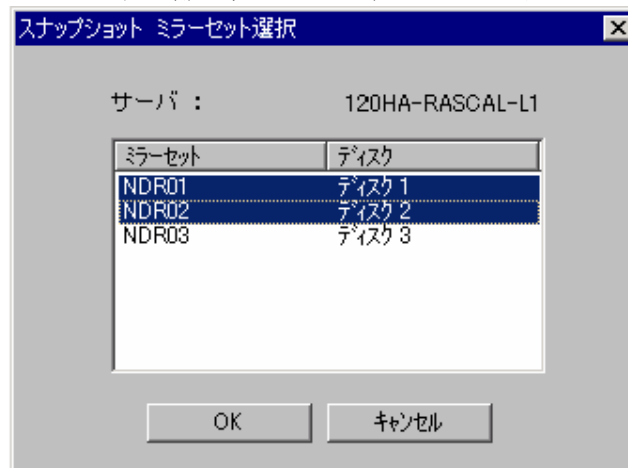 スナップショット ミラーセット選択
サーバ : 120HA-RASCAL-L1
ﾐﾗｰｾｯﾄ ﾃﾞｨｽｸ
NDR01 ﾃﾞｨｽｸ 1
NDR02 ﾃﾞｨｽｸ 2
NDR03 ﾃﾞｨｽｸ 3
OK ｷｬﾝｾﾙ